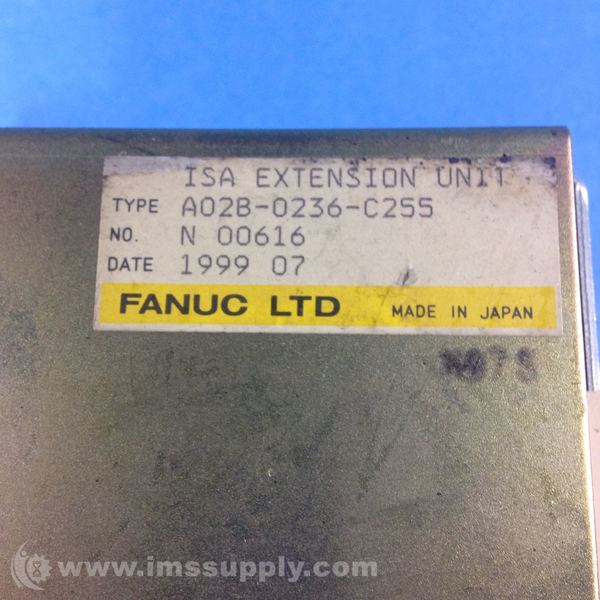 ISA EXTENSION UNIT
TYPE A02B-0236-C255
NO. N 00616
DATE 1999 07
FANUC LTD MADE IN JAPAN
www.imssupply.com